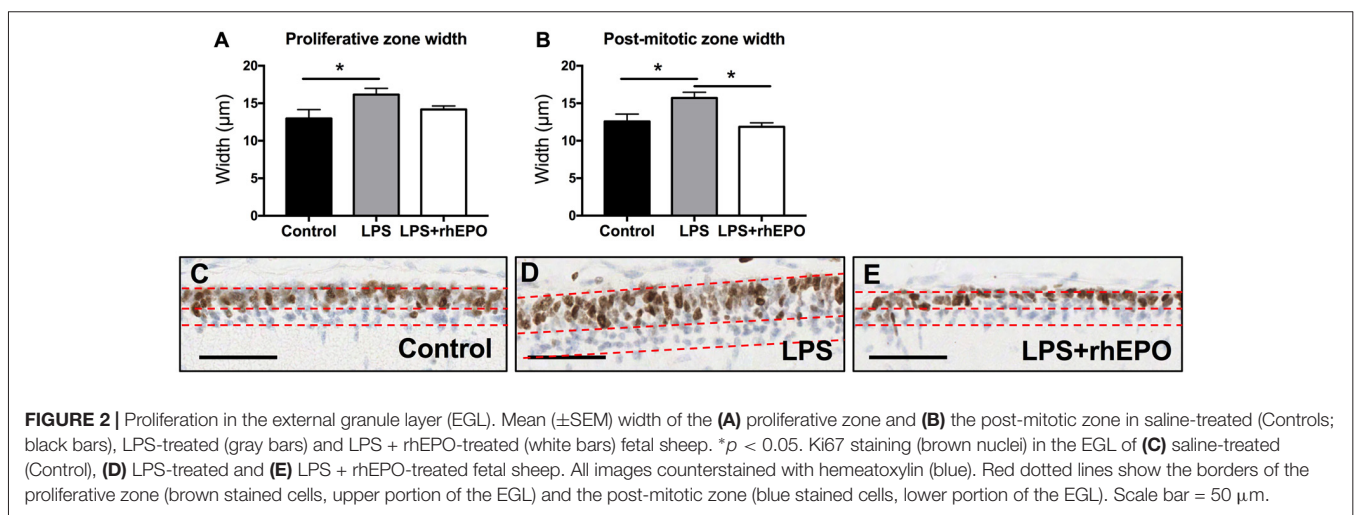 A Proliferative zone width
B Post-mitotic zone width
20
15
10
5
0
Width (μm)
*
Control LPS LPS+rhEPO
20
15
10
5
0
Width (μm)
* *
Control LPS LPS+rhEPO
C
Control
D
LPS
E
LPS+rhEPO
FIGURE 2 | Proliferation in the external granule layer (EGL). Mean (±SEM) width of the (A) proliferative zone and (B) the post-mitotic zone in saline-treated (Controls;
black bars), LPS-treated (gray bars) and LPS + rhEPO-treated (white bars) fetal sheep. *p < 0.05. Ki67 staining (brown nuclei) in the EGL of (C) saline-treated
(Control), (D) LPS-treated and (E) LPS + rhEPO-treated fetal sheep. All images counterstained with hemeatoxylin (blue). Red dotted lines show the borders of the
proliferative zone (brown stained cells, upper portion of the EGL) and the post-mitotic zone (blue stained cells, lower portion of the EGL). Scale bar = 50 μm.